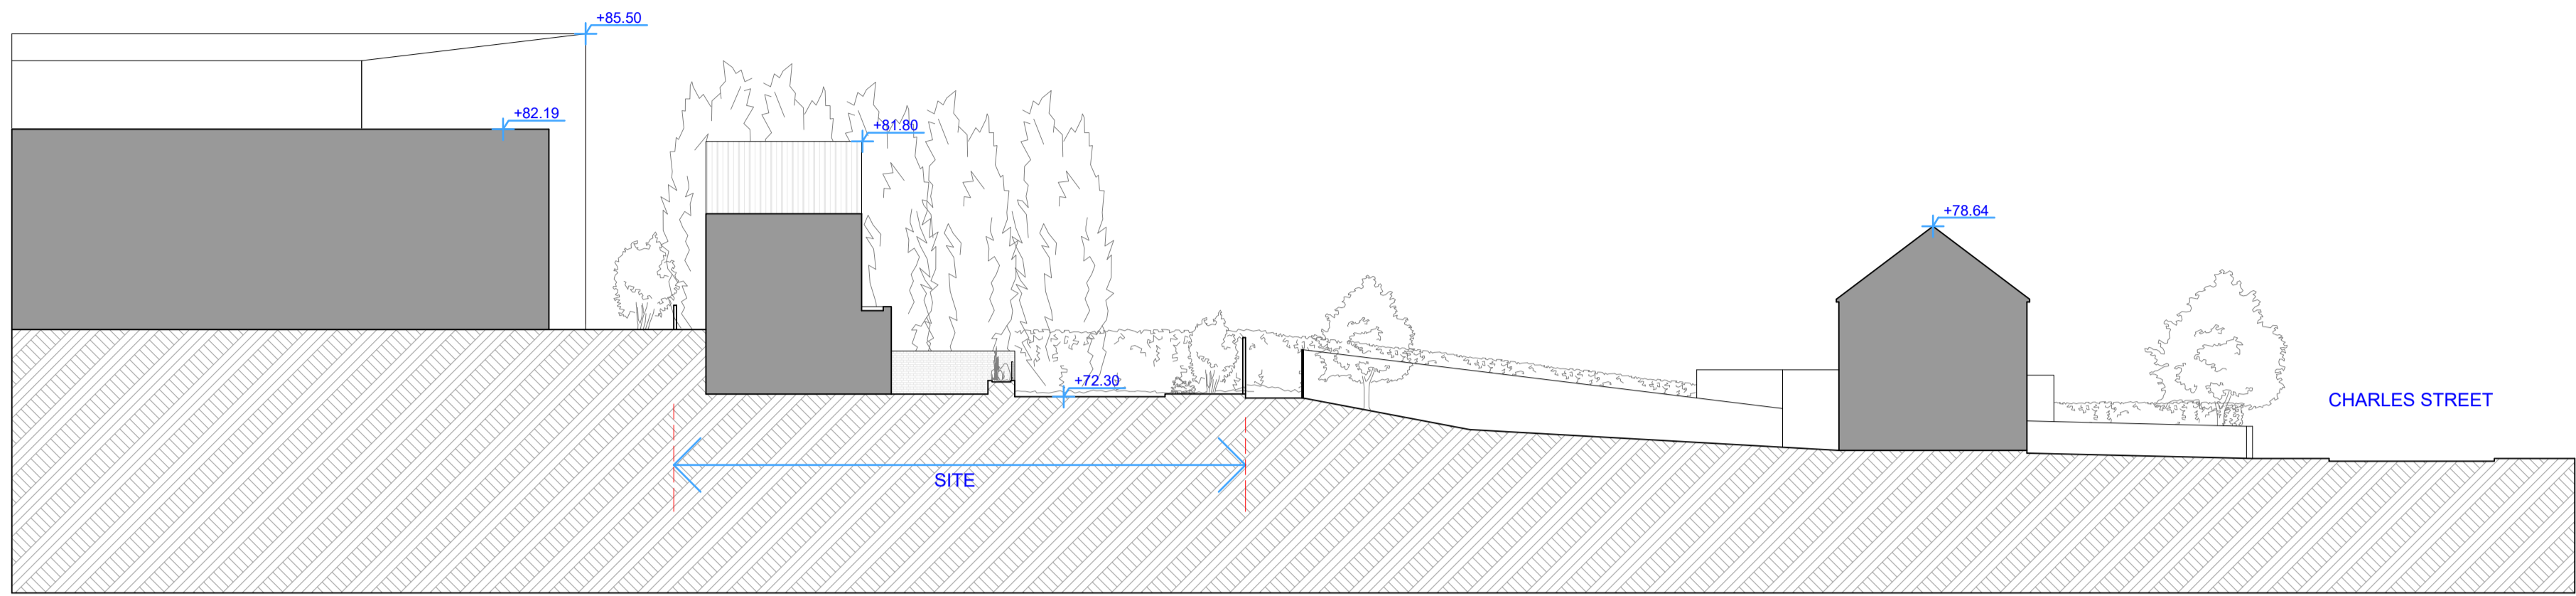 +85.50
+82.19
+81.80
+78.64
+72.30
CHARLES STREET
SITE